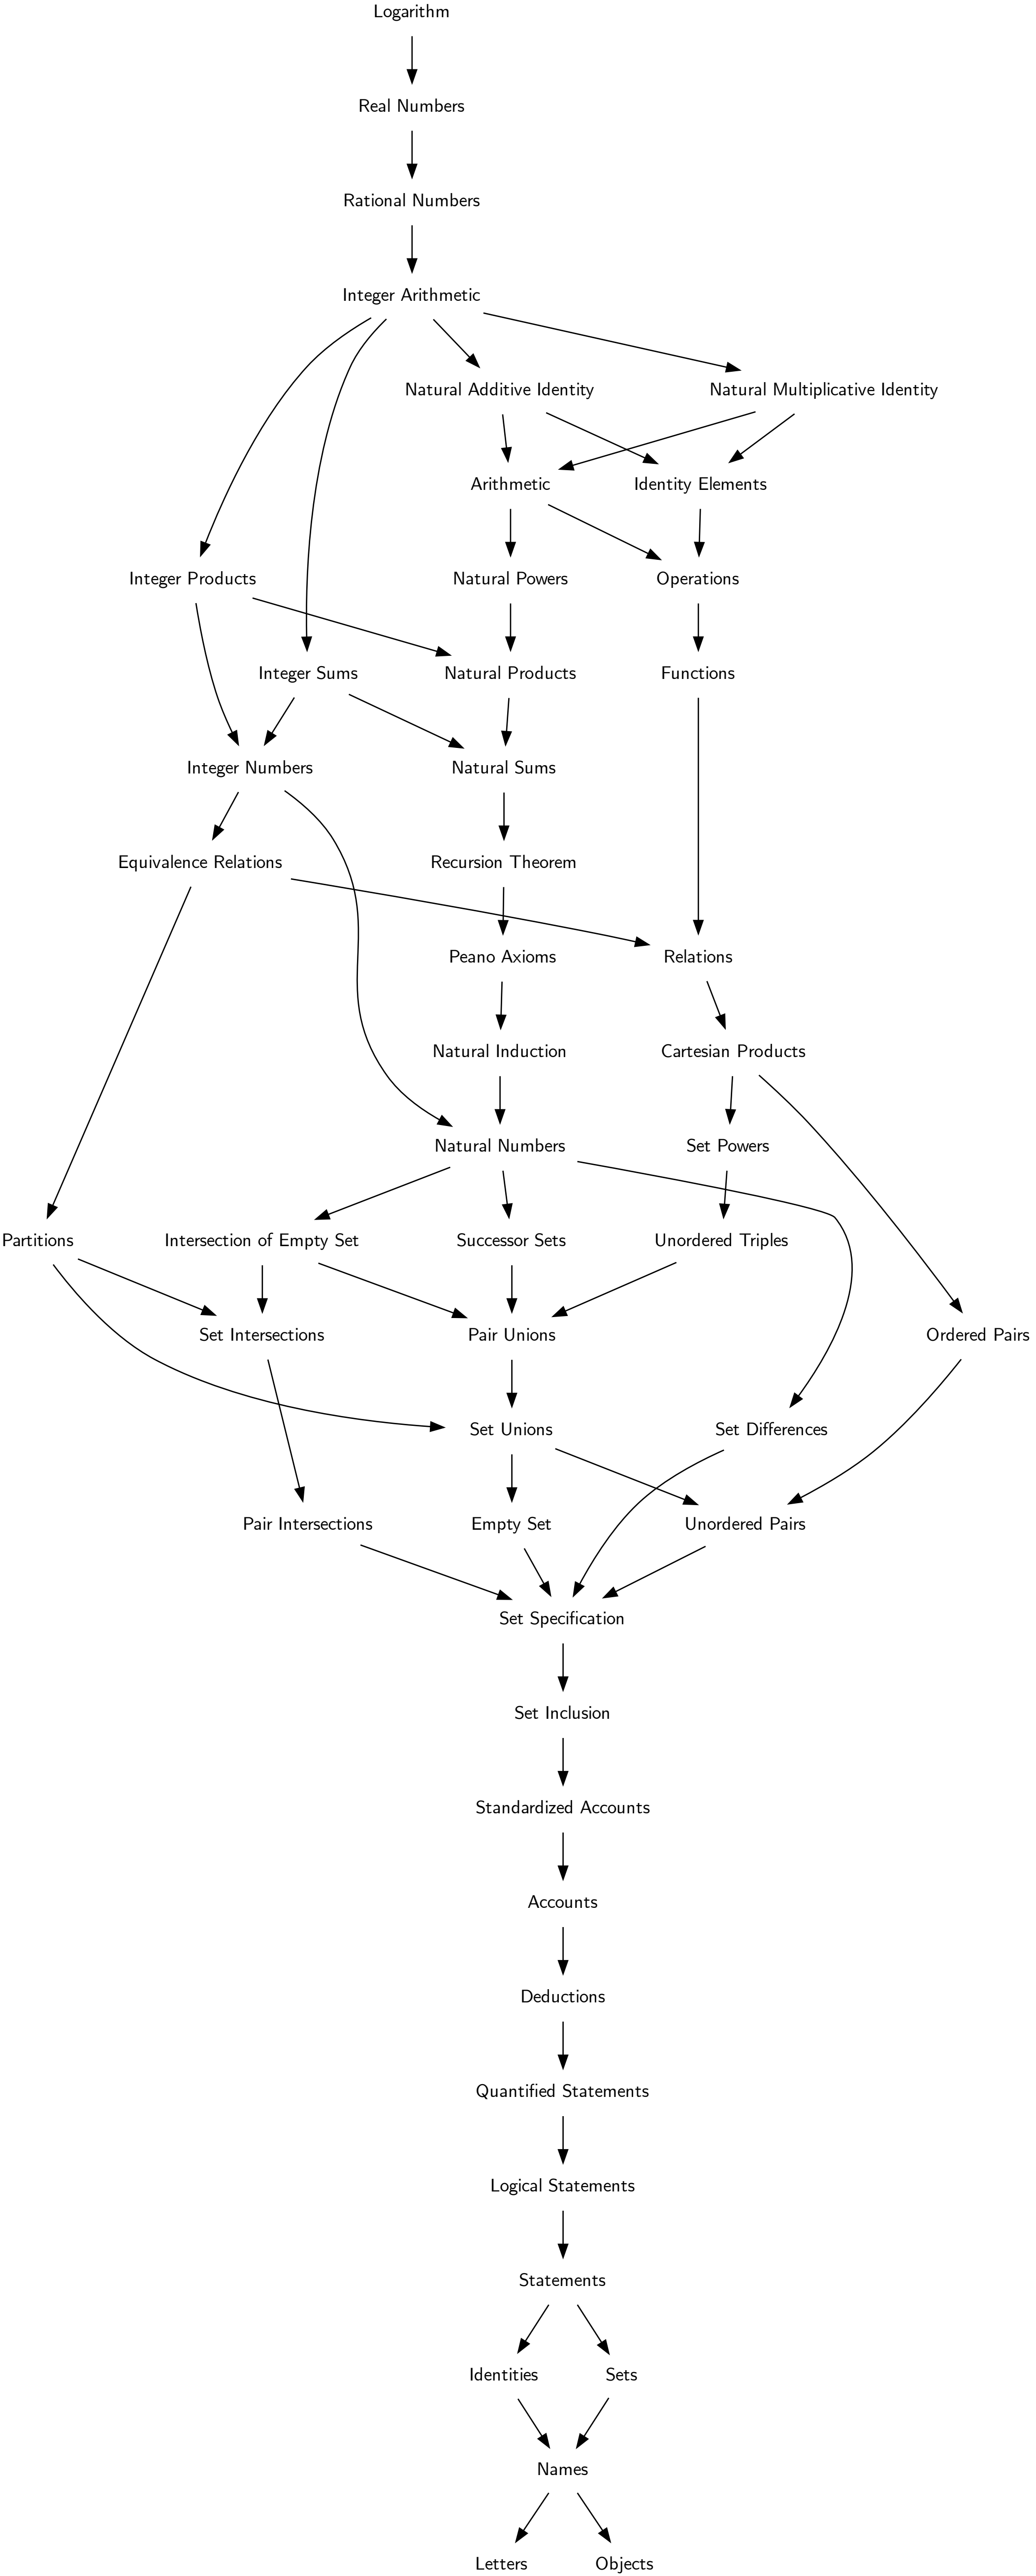 Logarithm
Real Numbers
Rational Numbers
Integer Arithmetic
Natural Additive Identity
Natural Multiplicative Identity
Arithmetic
Identity Elements
Integer Products
Natural Powers
Operations
Integer Sums
Natural Products
Functions
Integer Numbers
Natural Sums
Equivalence Relations
Recursion Theorem
Peano Axioms
Relations
Natural Induction
Cartesian Products
Natural Numbers
Set Powers
Partitions
Intersection of Empty Set
Successor Sets
Unordered Triples
Set Intersections
Pair Unions
Ordered Pairs
Set Unions
Set Differences
Pair Intersections
Empty Set
Unordered Pairs
Set Specification
Set Inclusion
Standardized Accounts
Accounts
Deductions
Quantified Statements
Logical Statements
Statements
Identities
Sets
Names
Letters
Objects